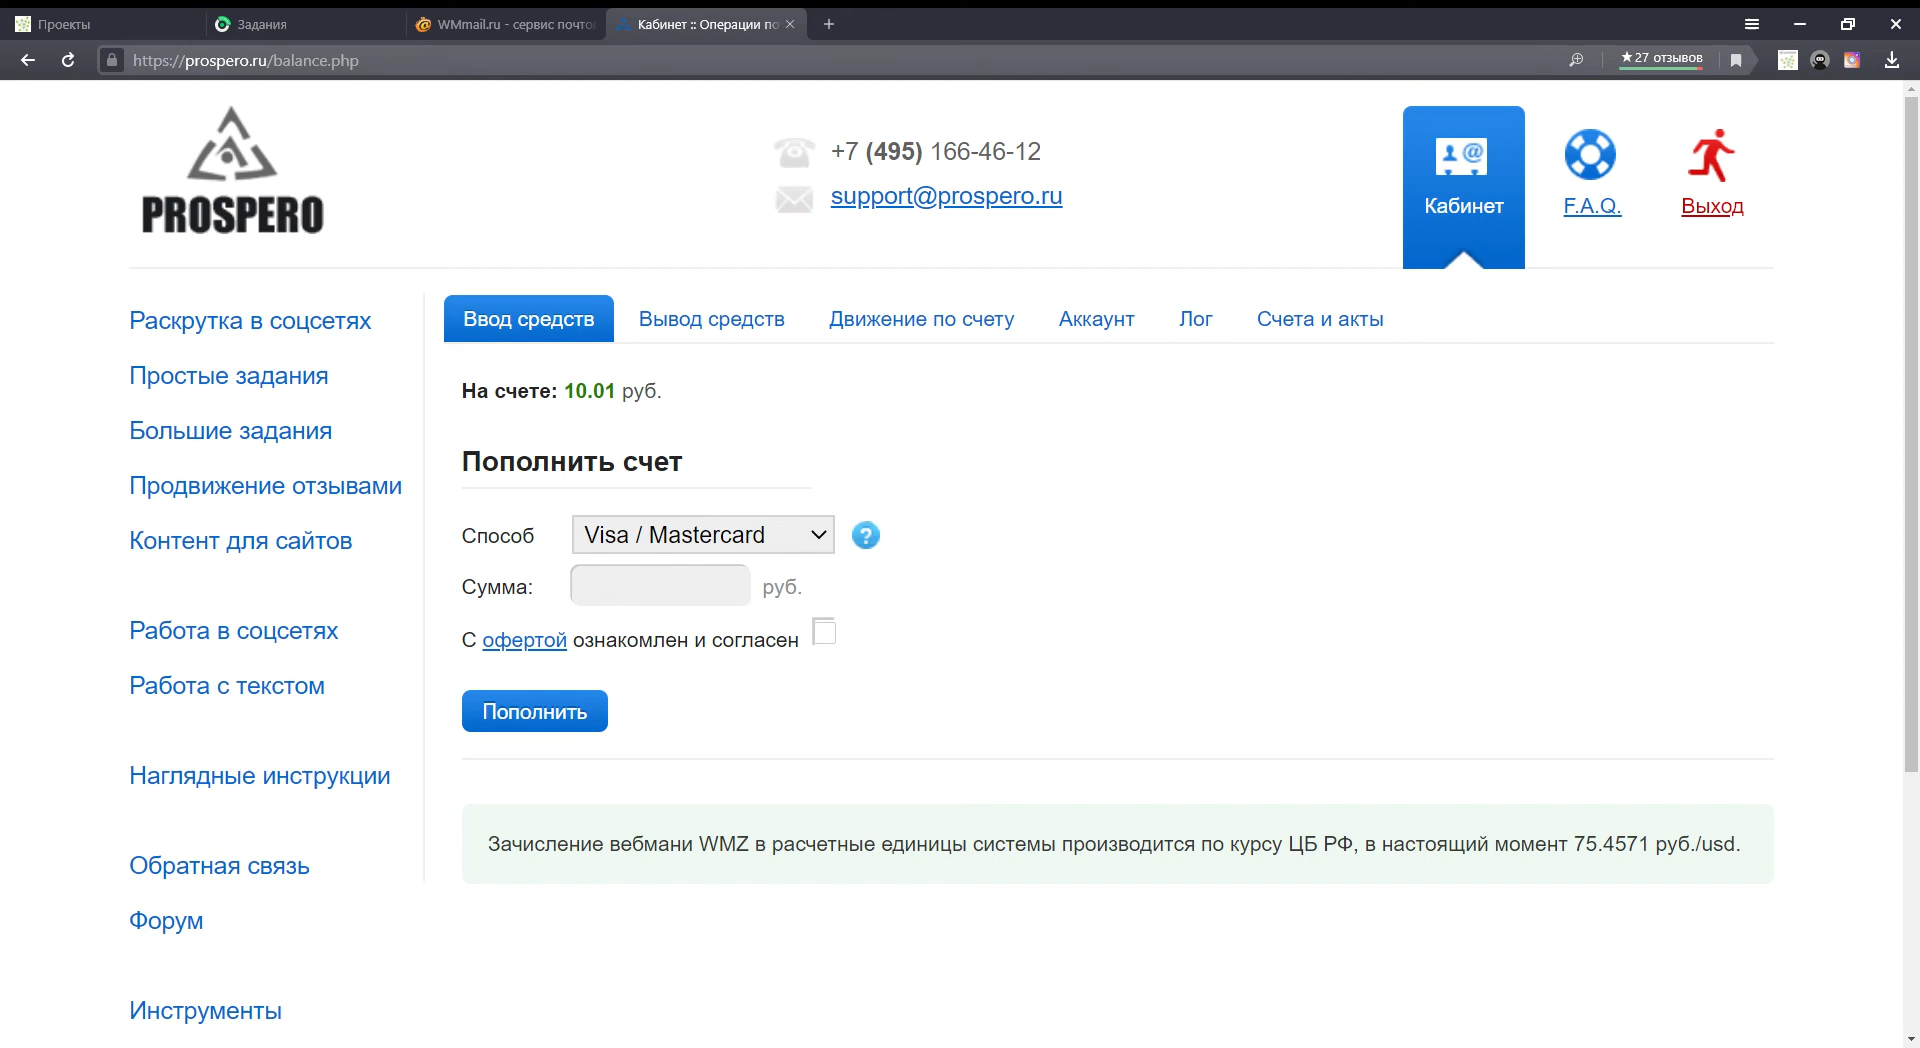 Проекты
Задания
WMmail.ru - сервис почто
Кабинет :: Операции по
https://prospero.ru/balance.php
★27 отзывов
PROSPERO
+7 (495) 166-46-12
support@prospero.ru
Кабинет
F.A.Q.
Выход
Раскрутка в соцсетях
Простые задания
Большие задания
Продвижение отзывами
Контент для сайтов
Работа в соцсетях
Работа с текстом
Наглядные инструкции
Обратная связь
Форум
Инструменты
Ввод средств
Вывод средств
Движение по счету
Аккаунт
Лог
Счета и акты
На счете: 10.01 руб.
Пополнить счет
Способ
Visa / Mastercard
?
Сумма:
руб.
С офертой ознакомлен и согласен
Пополнить
Зачисление вебмани WMZ в расчетные единицы системы производится по курсу ЦБ РФ, в настоящий момент 75.4571 руб./usd.